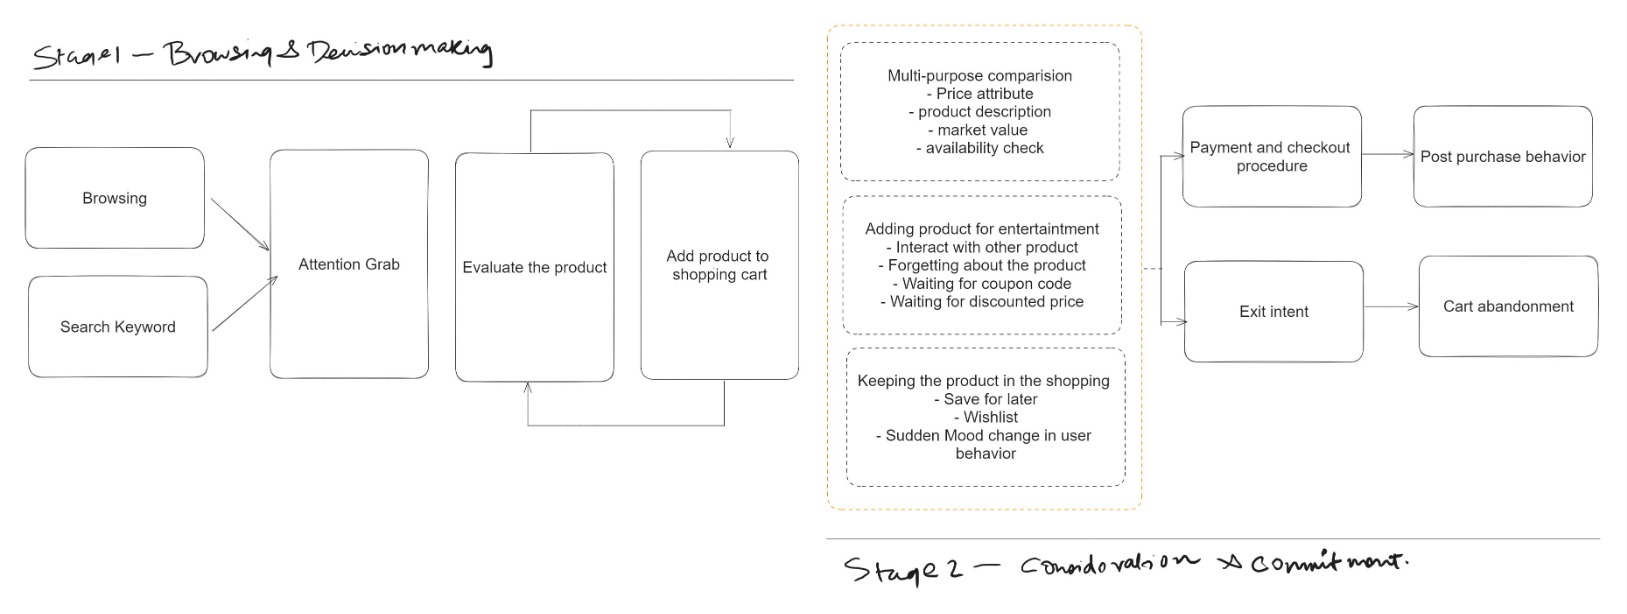 Stage 1 – Browsing & Decision making
Browsing
Search Keyword
Attention Grab
Evaluate the product
Add product to
shopping cart
Multi-purpose comparision
- Price attribute
- product description
- market value
- availability check
Adding product for entertaintment
- Interact with other product
- Forgetting about the product
- Waiting for coupon code
- Waiting for discounted price
Keeping the product in the shopping
- Save for later
- Wishlist
- Sudden Mood change in user
behavior
Payment and checkout
procedure
Post purchase behavior
Exit intent
Cart abandonment
Stage 2 – Consideration & Commitment.